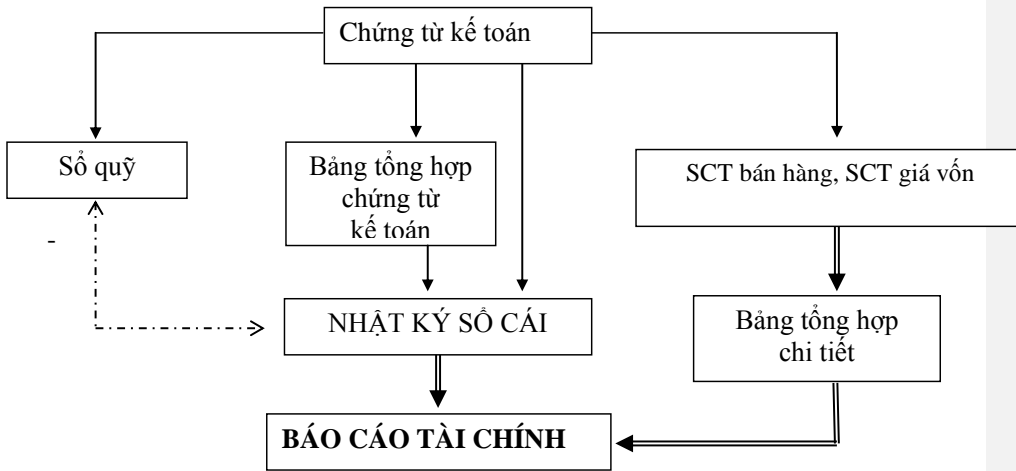 Chứng từ kế toán
Sổ quỹ
Bảng tổng hợp
chứng từ
kế toán
SCT bán hàng, SCT giá vốn
-
NHẬT KÝ SỔ CÁI
Bảng tổng hợp
chi tiết
BÁO CÁO TÀI CHÍNH